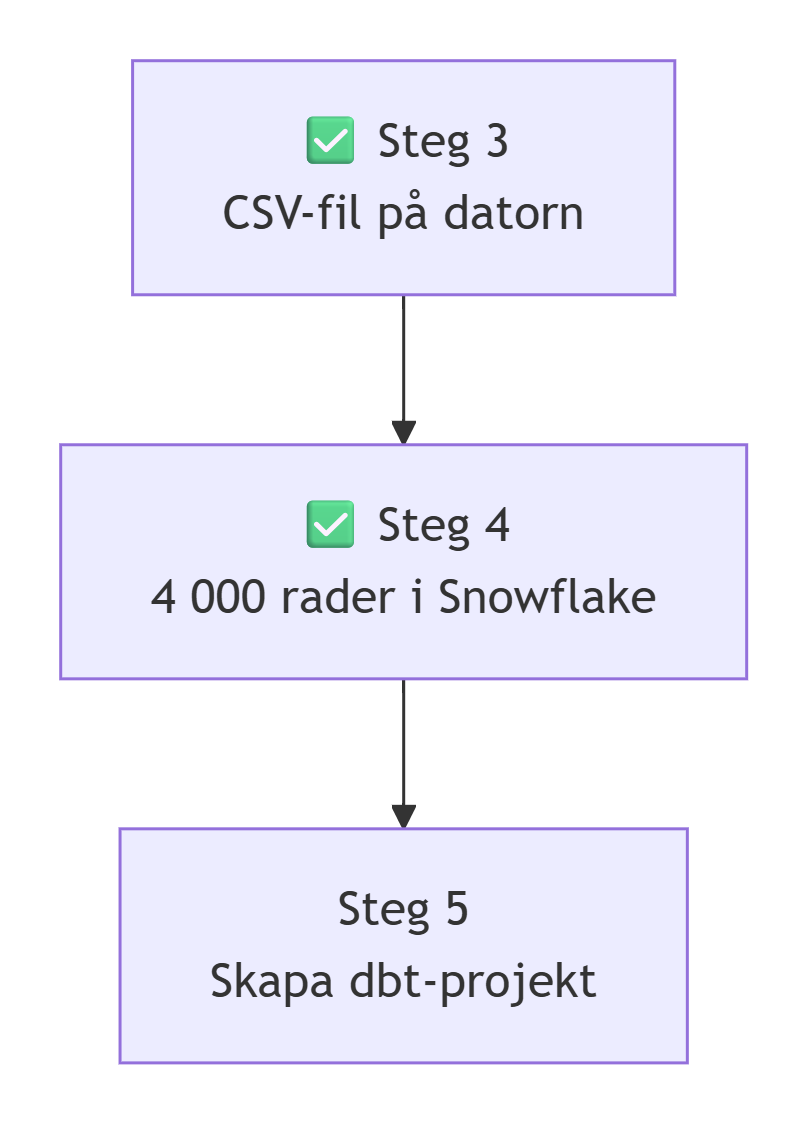 ✅ Steg 3
CSV-fil på datorn
✅ Steg 4
4 000 rader i Snowflake
Steg 5
Skapa dbt-projekt